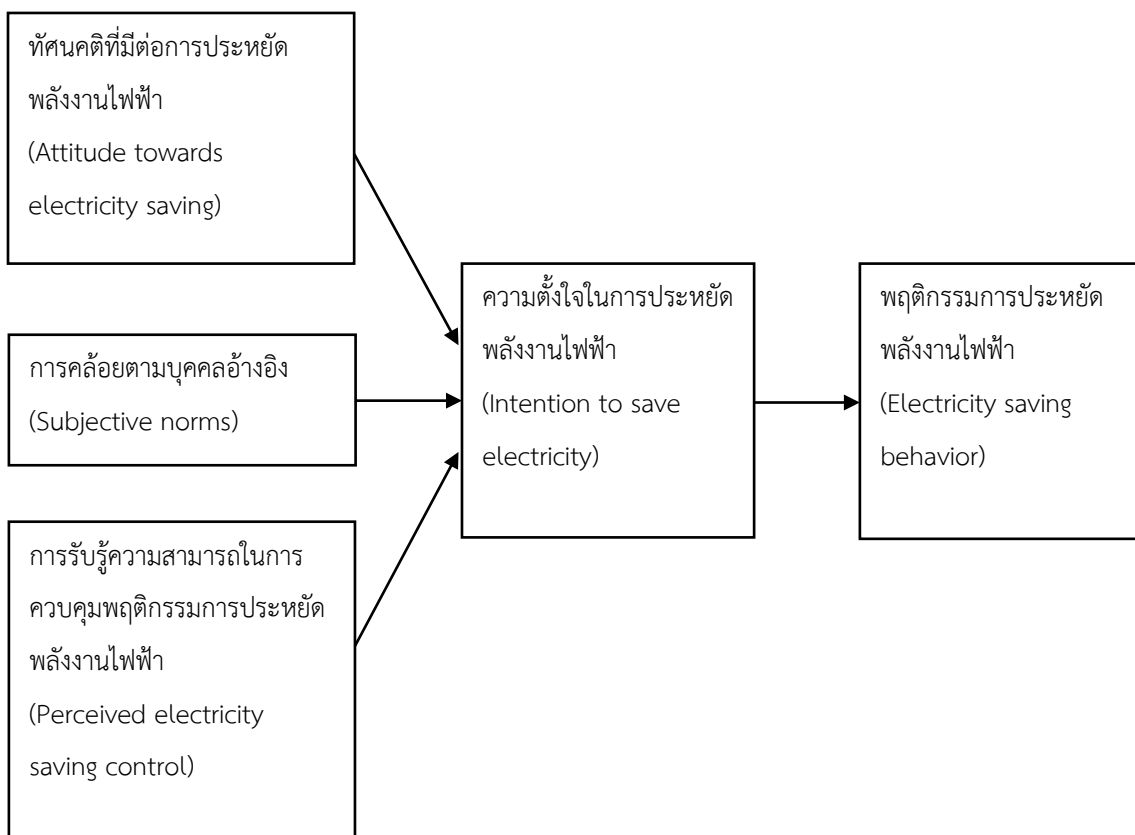 ทัศนคติที่มีต่อการประหยัด
พลังงานไฟฟ้า
(Attitude towards
electricity saving)
การคล้อยตามบุคคลอ้างอิง
(Subjective norms)
การรับรู้ความสามารถในการ
ควบคุมพฤติกรรมการประหยัด
พลังงานไฟฟ้า
(Perceived electricity
saving control)
ความตั้งใจในการประหยัด
พลังงานไฟฟ้า
(Intention to save
electricity)
พฤติกรรมการประหยัด
พลังงานไฟฟ้า
(Electricity saving
behavior)